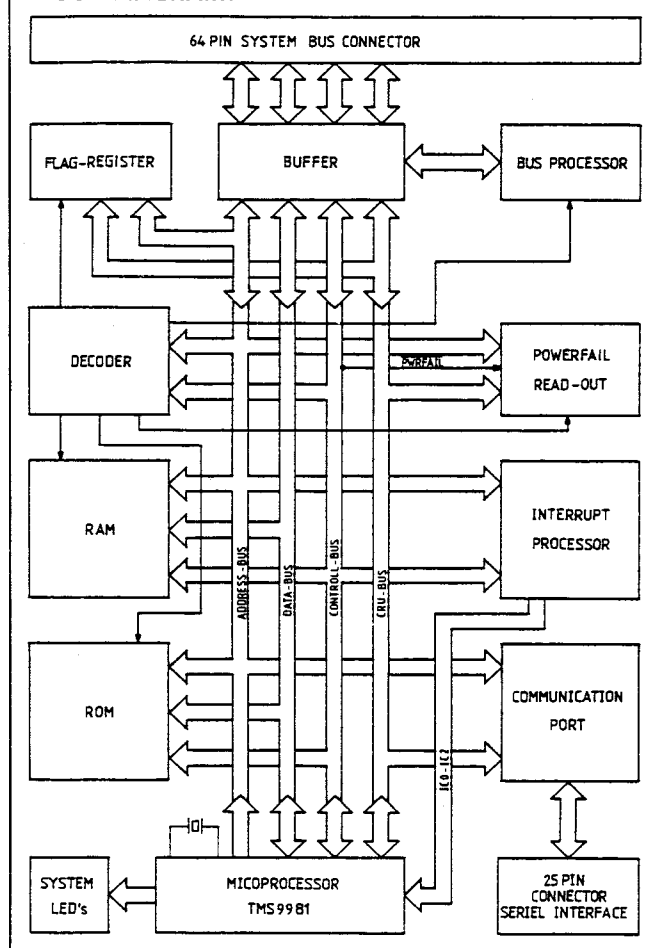 64 PIN SYSTEM BUS CONNECTOR
FLAG-REGISTER
BUFFER
BUS PROCESSOR
DECODER
PWRFAIL
POWERFAIL
READ-OUT
RAM
ADDRESS-BUS
DATA-BUS
CONTROLL-BUS
CRU-BUS
INTERRUPT
PROCESSOR
ROM
IC0-IC2
COMMUNICATION
PORT
SYSTEM
LED's
MICOPROCESSOR
TMS9981
25 PIN
CONNECTOR
SERIEL INTERFACE